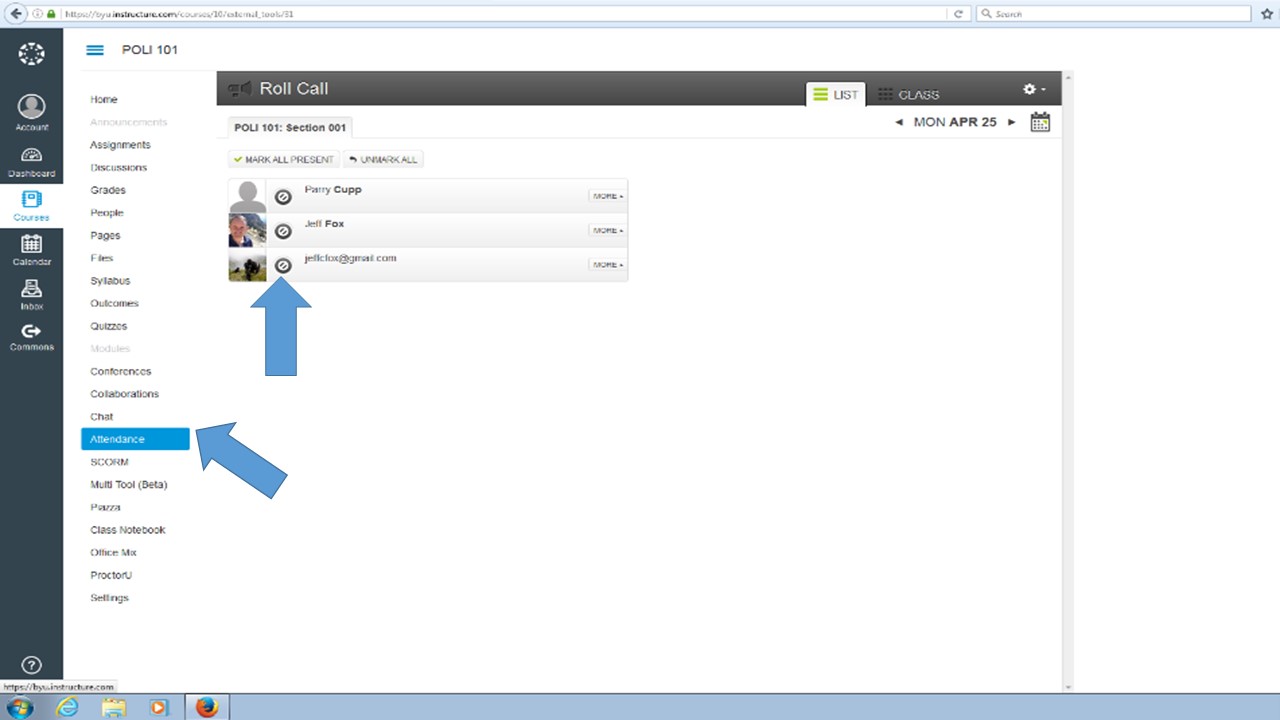 https://byu.instructure.com/courses/10/external_tools/31
Search
POLI 101
Account
Dashboard
Courses
Calendar
Inbox
Commons
Home
Announcements
Assignments
Discussions
Grades
People
Pages
Files
Syllabus
Outcomes
Quizzes
Modules
Conferences
Collaborations
Chat
Attendance
SCORM
Multi Tool (Beta)
Piazza
Class Notebook
Office Mix
ProctorU
Settings
Roll Call
LIST
CLASS
POLI 101: Section 001
MON APR 25
MARK ALL PRESENT
UNMARK ALL
Parry Cupp
MORE
Jeff Fox
MORE
jeffcfox@gmail.com
MORE
https://byu.instructure.com